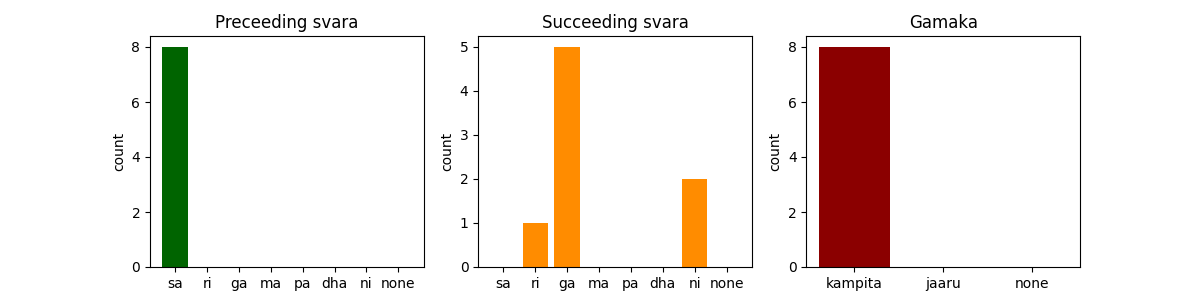 Preceeding svara
count
8
6
4
2
0
sa ri ga ma pa dha ni none
Succeeding svara
count
5
4
3
2
1
0
sa ri ga ma pa dha ni none
Gamaka
count
8
6
4
2
0
kampita jaaru none